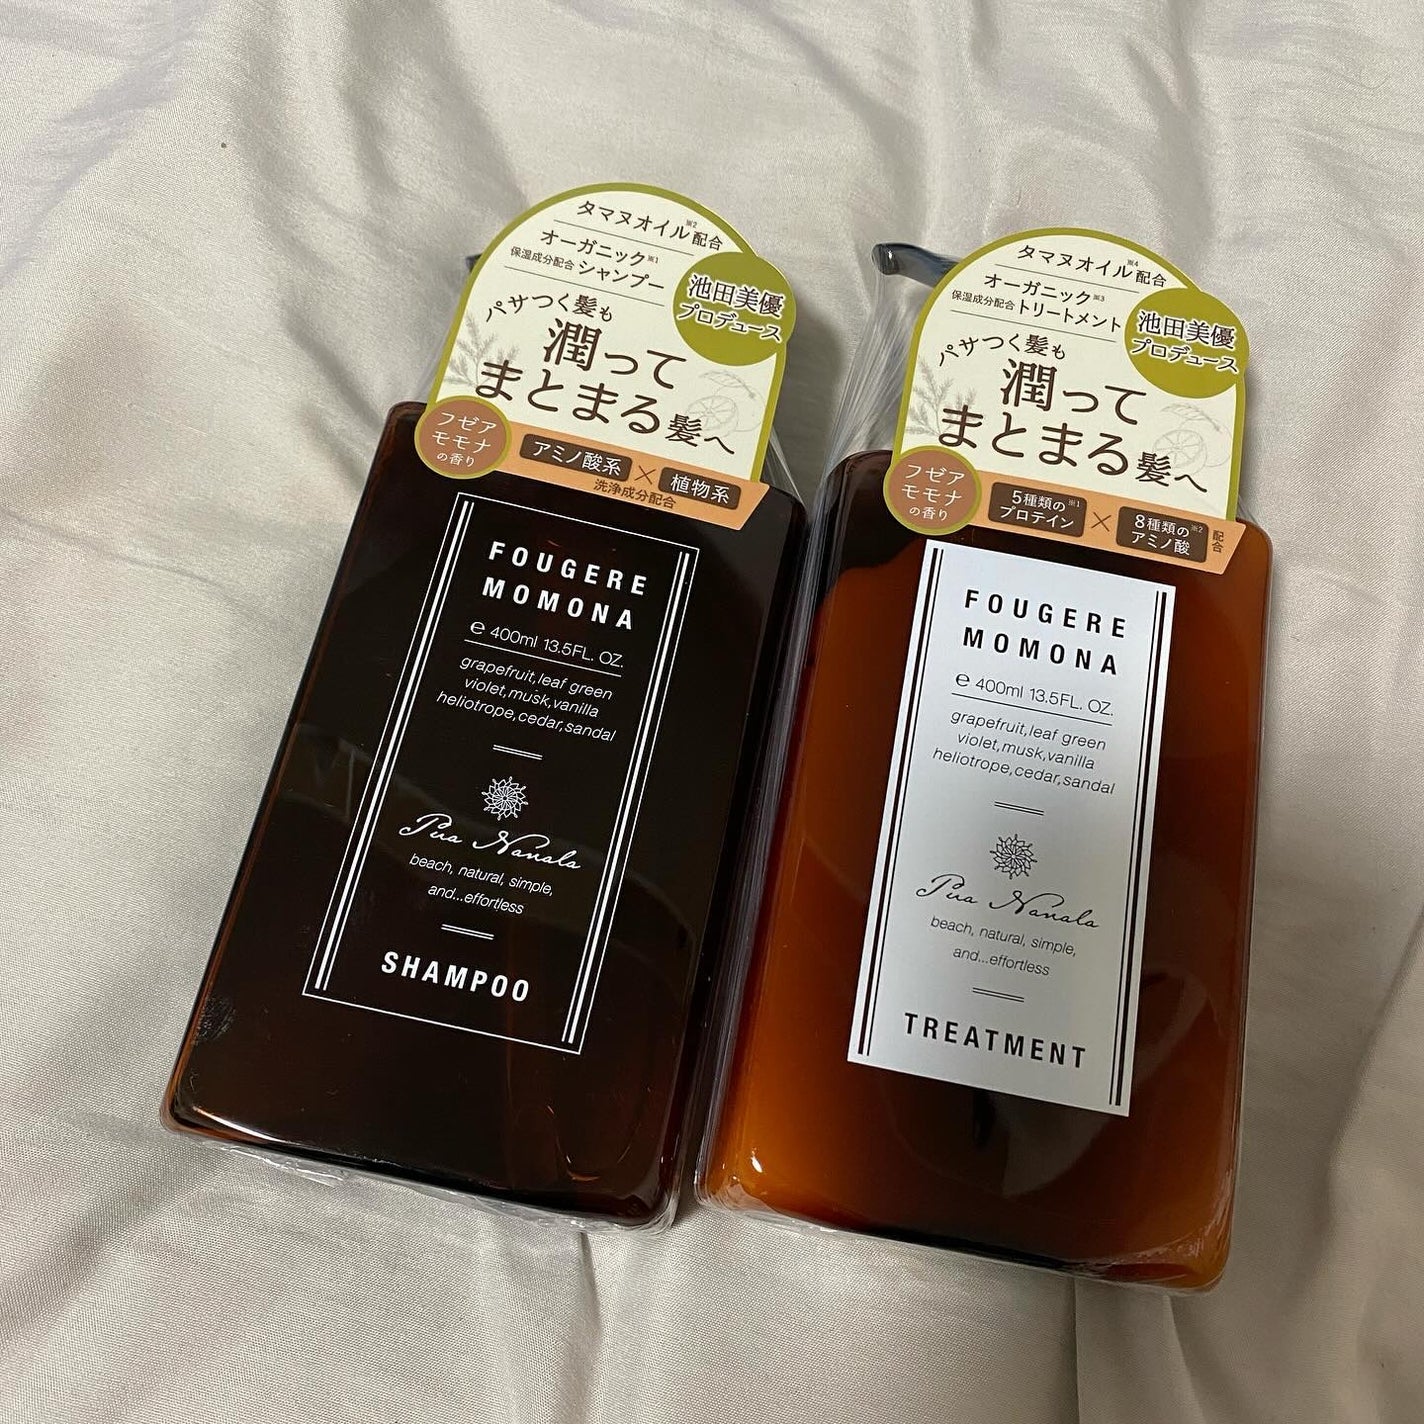 タマヌオイル※2配合
オーガニック※1
保湿成分配合シャンプー
池田美優
プロデュース
パサつく髪も
潤って
まとまる髪へ
フゼア
モモナ
の香り
アミノ酸系×植物系
洗浄成分配合
FOUGERE
MOMONA
e 400ml 13.5FL. OZ.
grapefruit,leaf green
violet,musk,vanilla
heliotrope,cedar,sandal
Pua Nanala
beach, natural, simple,
and...effortless
SHAMPOO
タマヌオイル※4配合
オーガニック※3
保湿成分配合トリートメント
池田美優
プロデュース
パサつく髪も
潤って
まとまる髪へ
フゼア
モモナ
の香り
5種類の※1
プロテイン
×
8種類の※2
アミノ酸
配合
FOUGERE
MOMONA
e 400ml 13.5FL. OZ.
grapefruit,leaf green
violet,musk,vanilla
heliotrope,cedar,sandal
Pua Nanala
beach, natural, simple,
and...effortless
TREATMENT